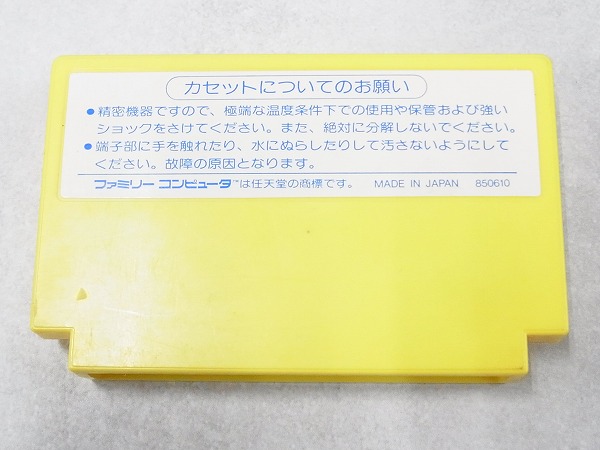 カセットについてのお願い
●精密機器ですので、極端な温度条件下での使用や保管および強い
ショックをさけてください。また、絶対に分解しないでください。
●端子部に手を触れたり、水にぬらしたりして汚さないようにして
ください。故障の原因となります。
ファミリーコンピュータ™は任天堂の商標です。 MADE IN JAPAN 850610